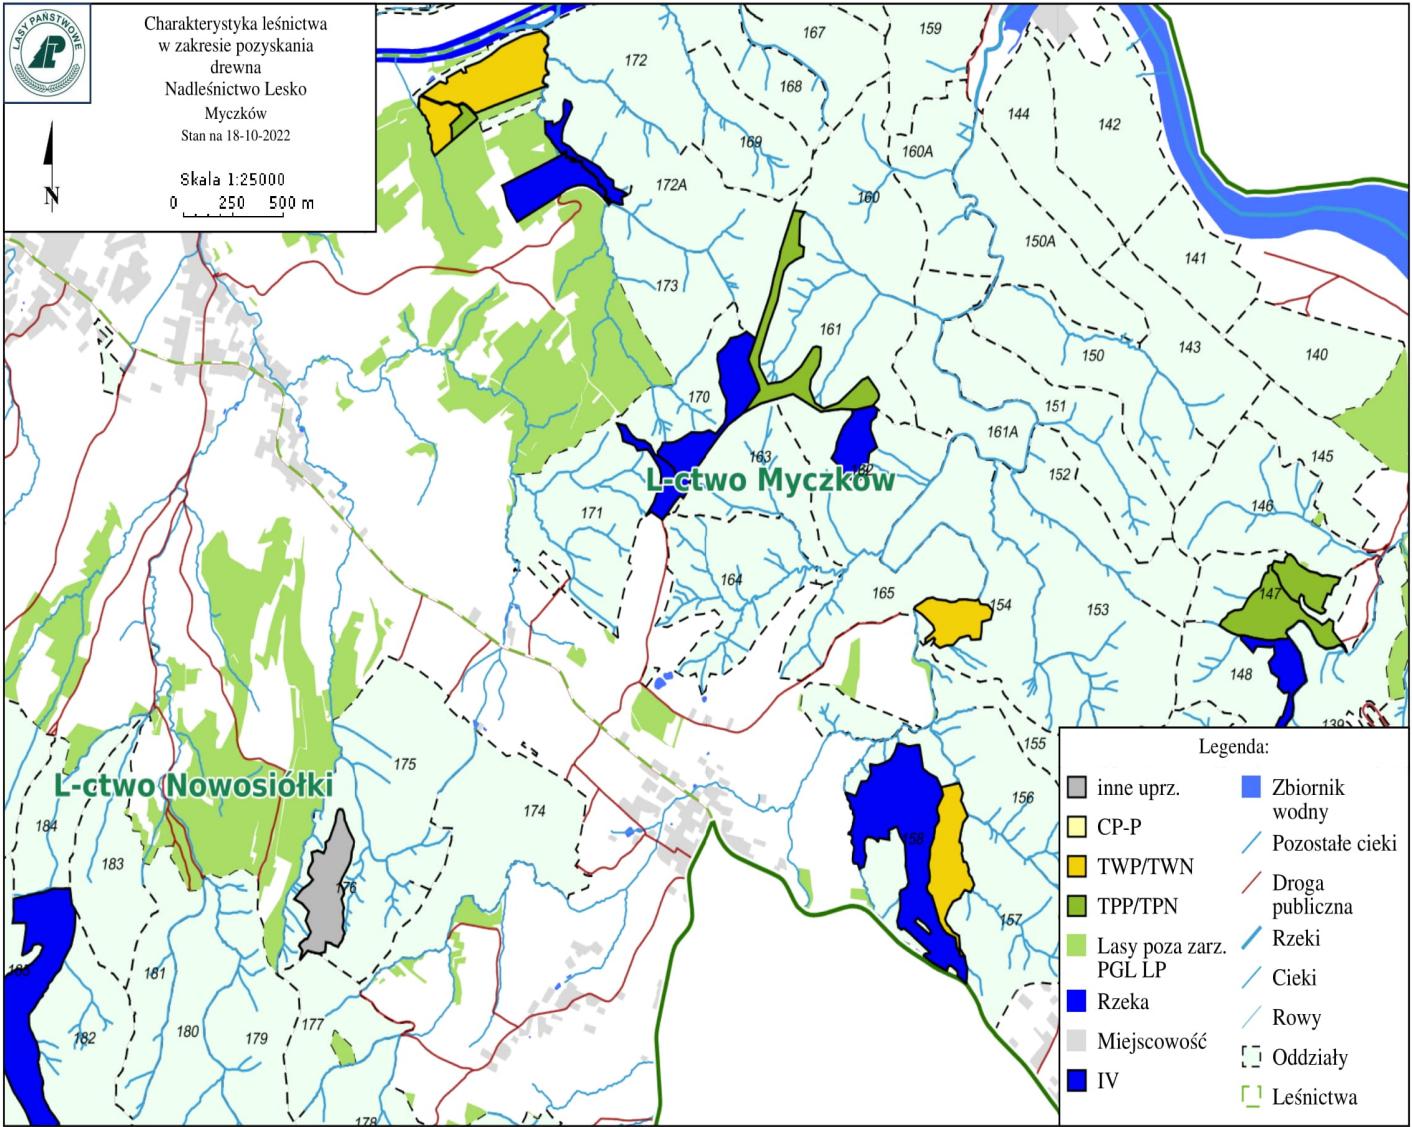 LASY PAŃSTWOWE
Charakterystyka leśnictwa
w zakresie pozyskania
drewna
Nadleśnictwo Lesko
Myczków
Stan na 18-10-2022
N
Skala 1:25000
0 250 500 m
159
167
172
168
144
142
169
160A
172A
160
150A
141
173
161
143
150
140
170
151
161A
163
145
152
162
L-ctwo Myczków
146
171
164
165
147
154
153
148
139
155
175
L-ctwo Nowosiółki
156
174
184
158
183
176
157
181
182
180
179
177
178
Legenda:
inne uprz.
CP-P
TWP/TWN
TPP/TPN
Lasy poza zarz.
PGL LP
Rzeka
Miejscowość
IV
Zbiornik
wodny
Pozostałe cieki
Droga
publiczna
Rzeki
Cieki
Rowy
Oddziały
Leśnictwa